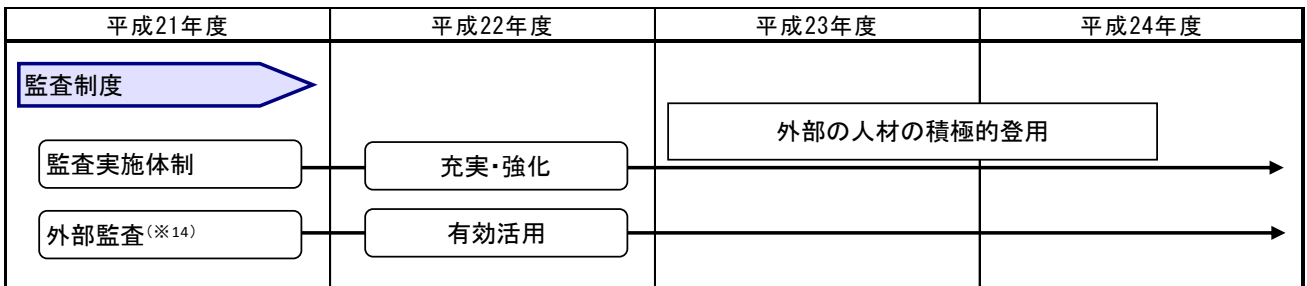 平成21年度
平成22年度
平成23年度
平成24年度
監査制度
外部の人材の積極的登用
監査実施体制
充実・強化
外部監査(※14)
有効活用